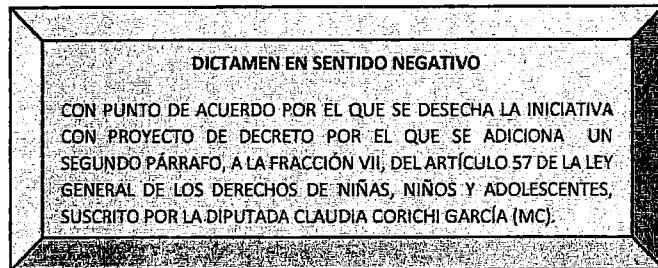 DICTAMEN EN SENTIDO NEGATIVO
CON PUNTO DE ACUERDO POR EL QUE SE DESECHA LA INICIATIVA
CON PROYECTO DE DECRETO POR EL QUE SE ADICIONA UN
SEGUNDO PÁRRAFO, A LA FRACCIÓN VII, DEL ARTÍCULO 57 DE LA LEY
GENERAL DE LOS DERECHOS DE NIÑAS, NIÑOS Y ADOLESCENTES,
SUSCRITO POR LA DIPUTADA CLAUDIA CORICHI GARCÍA (MC).